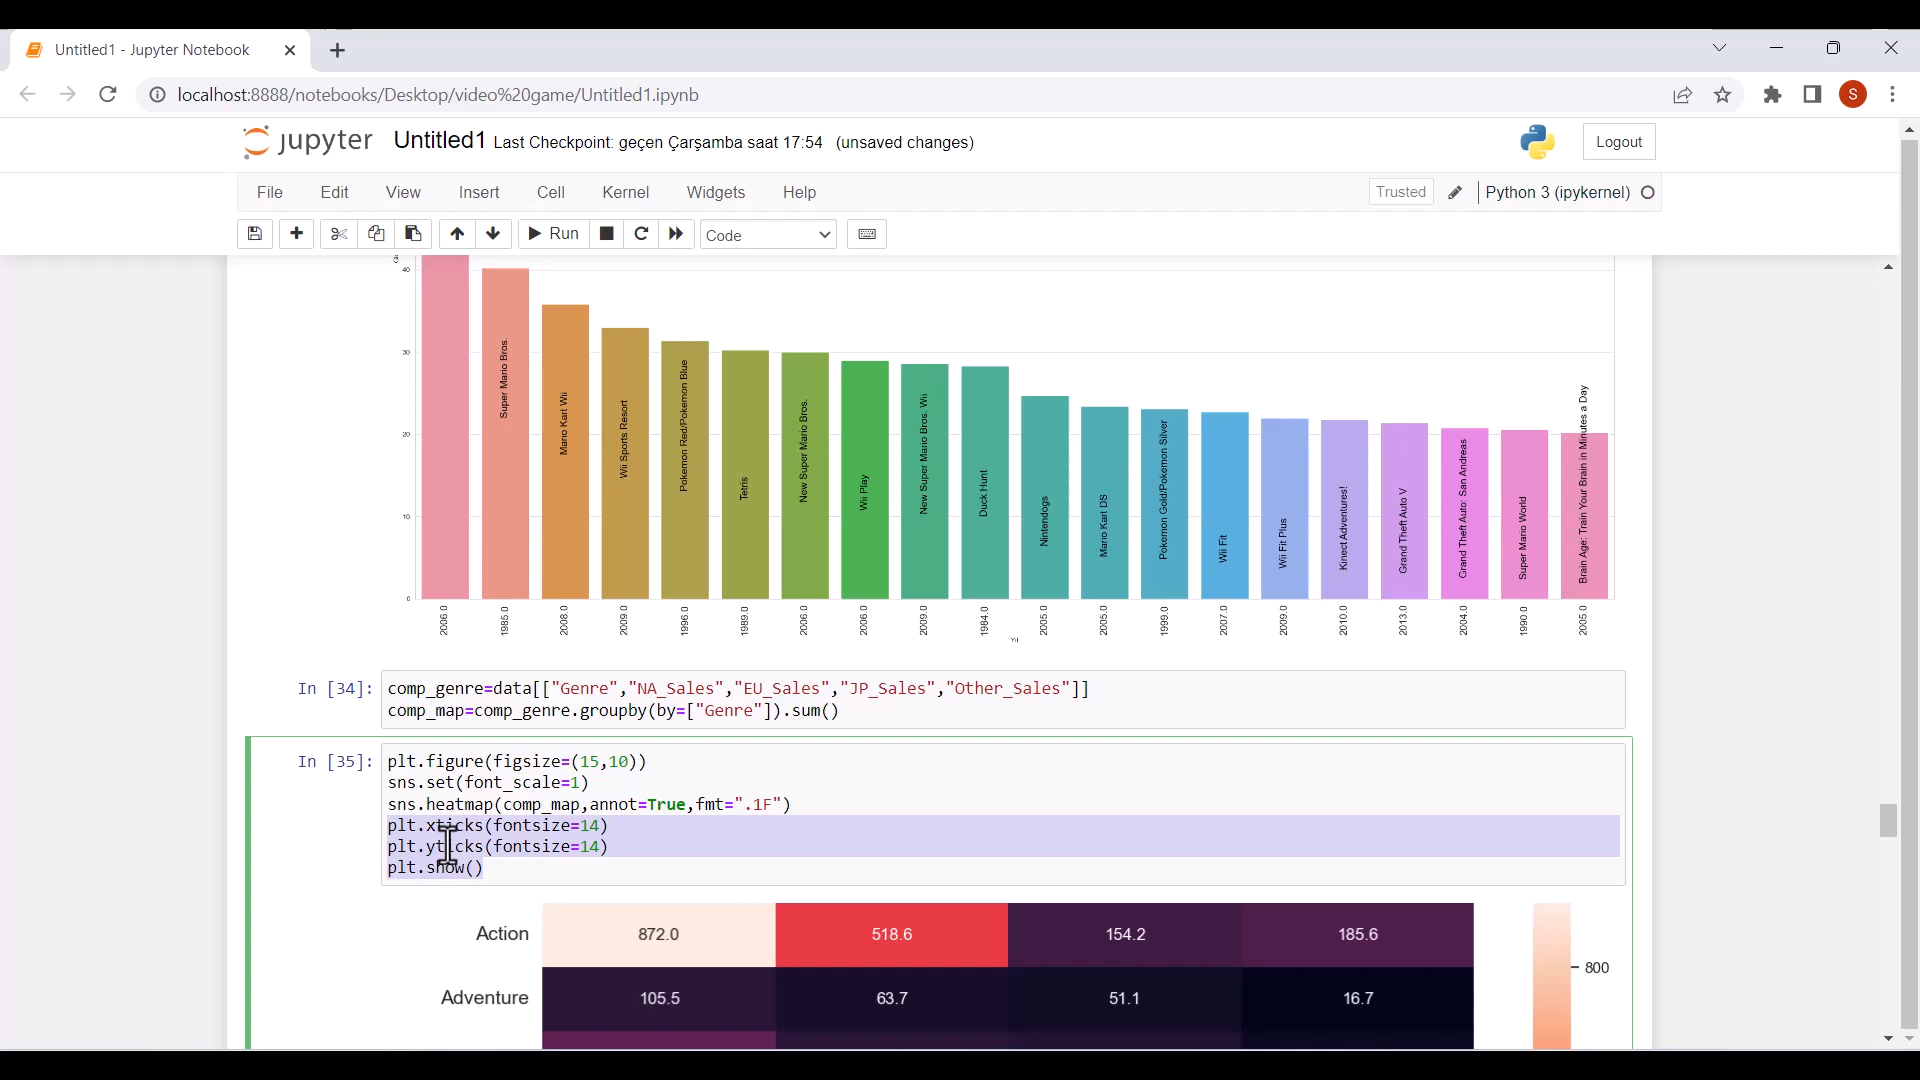 Untitled1 - Jupyter Notebook
localhost:8888/notebooks/Desktop/video%20game/Untitled1.ipynb
S
jupyter Untitled1 Last Checkpoint: geçen Çarşamba saat 17:54 (unsaved changes)
Logout
File Edit View Insert Cell Kernel Widgets Help
Trusted Python 3 (ipykernel)
Run Code
40
30
20
10
0
Super Mario Bros.
Mario Kart Wii
Wii Sports Resort
Pokemon Red/Pokemon Blue
Tetris
New Super Mario Bros.
Wii Play
New Super Mario Bros. Wii
Duck Hunt
Nintendogs
Mario Kart DS
Pokemon Gold/Pokemon Silver
Wii Fit
Wii Fit Plus
Kinect Adventures!
Grand Theft Auto V
Grand Theft Auto: San Andreas
Super Mario World
Brain Age: Train Your Brain in Minutes a Day
2006.0 1985.0 2008.0 2009.0 1996.0 1989.0 2006.0 2006.0 2009.0 1984.0 2005.0 2005.0 1999.0 2007.0 2009.0 2010.0 2013.0 2004.0 1990.0 2005.0
In [34]: comp_genre=data[["Genre","NA_Sales","EU_Sales","JP_Sales","Other_Sales"]]
comp_map=comp_genre.groupby(by=["Genre"]).sum()
In [35]: plt.figure(figsize=(15,10))
sns.set(font_scale=1)
sns.heatmap(comp_map,annot=True,fmt=".1F")
plt.xticks(fontsize=14)
plt.yticks(fontsize=14)
plt.show()
Action 872.0 518.6 154.2 185.6
800
Adventure 105.5 63.7 51.1 16.7